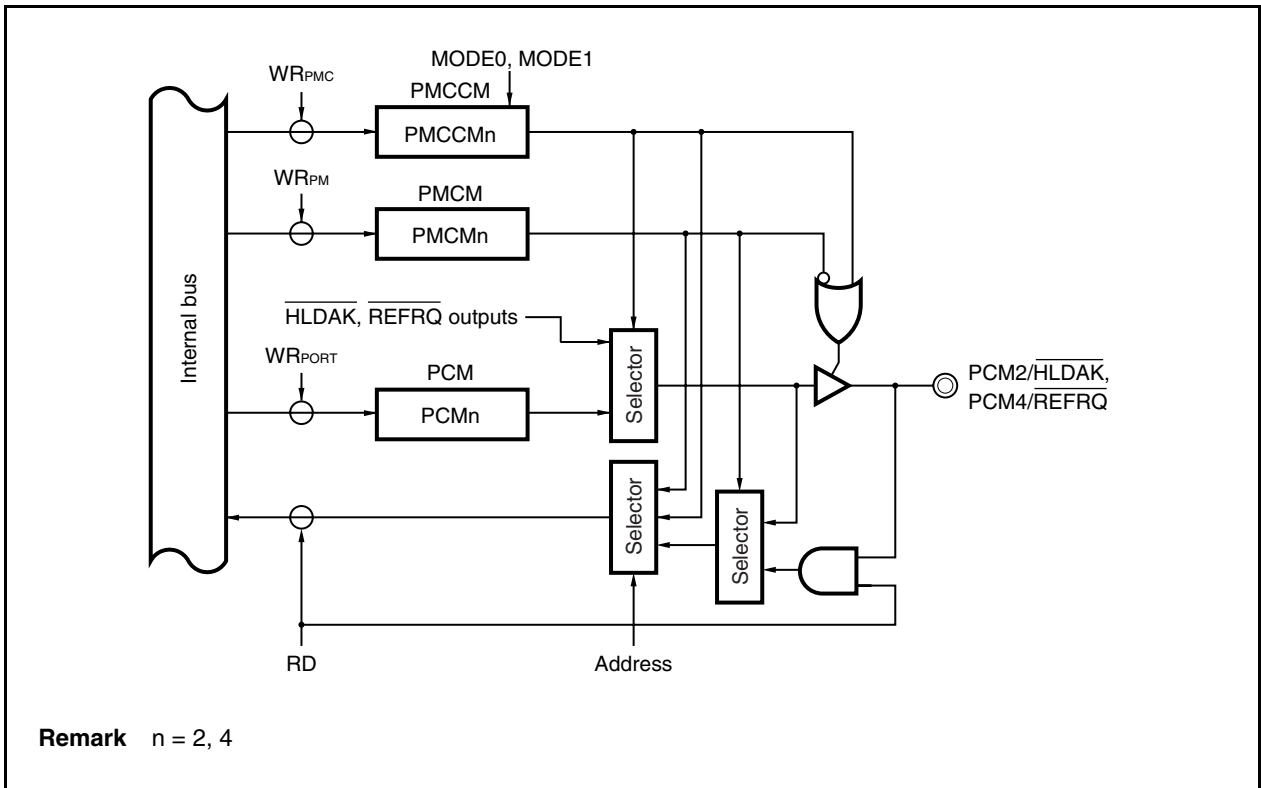 MODE0, MODE1
WRPMC
PMCCM
PMCCMn
WRPM
PMCM
PMCMn
Internal bus
HLDAK, REFRQ outputs
WRPORT
PCM
PCMn
Selector
PCM2/HLDAK,
PCM4/REFRQ
Selector
Selector
RD
Address
Remark n = 2, 4